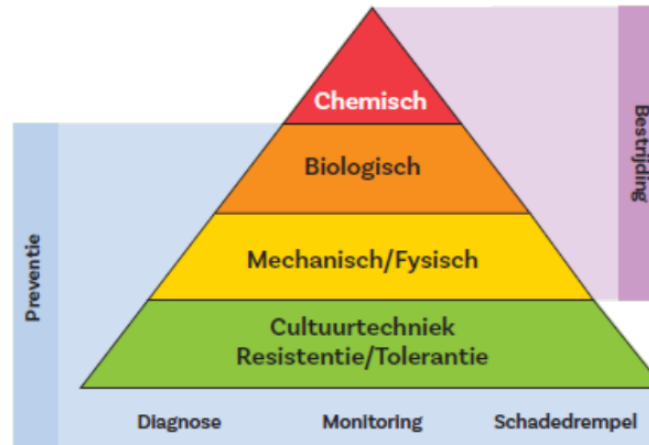 Chemisch
Biologisch
Mechanisch/Fysisch
Cultuurtechniek
Resistentie/Tolerantie
Preventie
Bestrijding
Diagnose
Monitoring
Schadedrempel